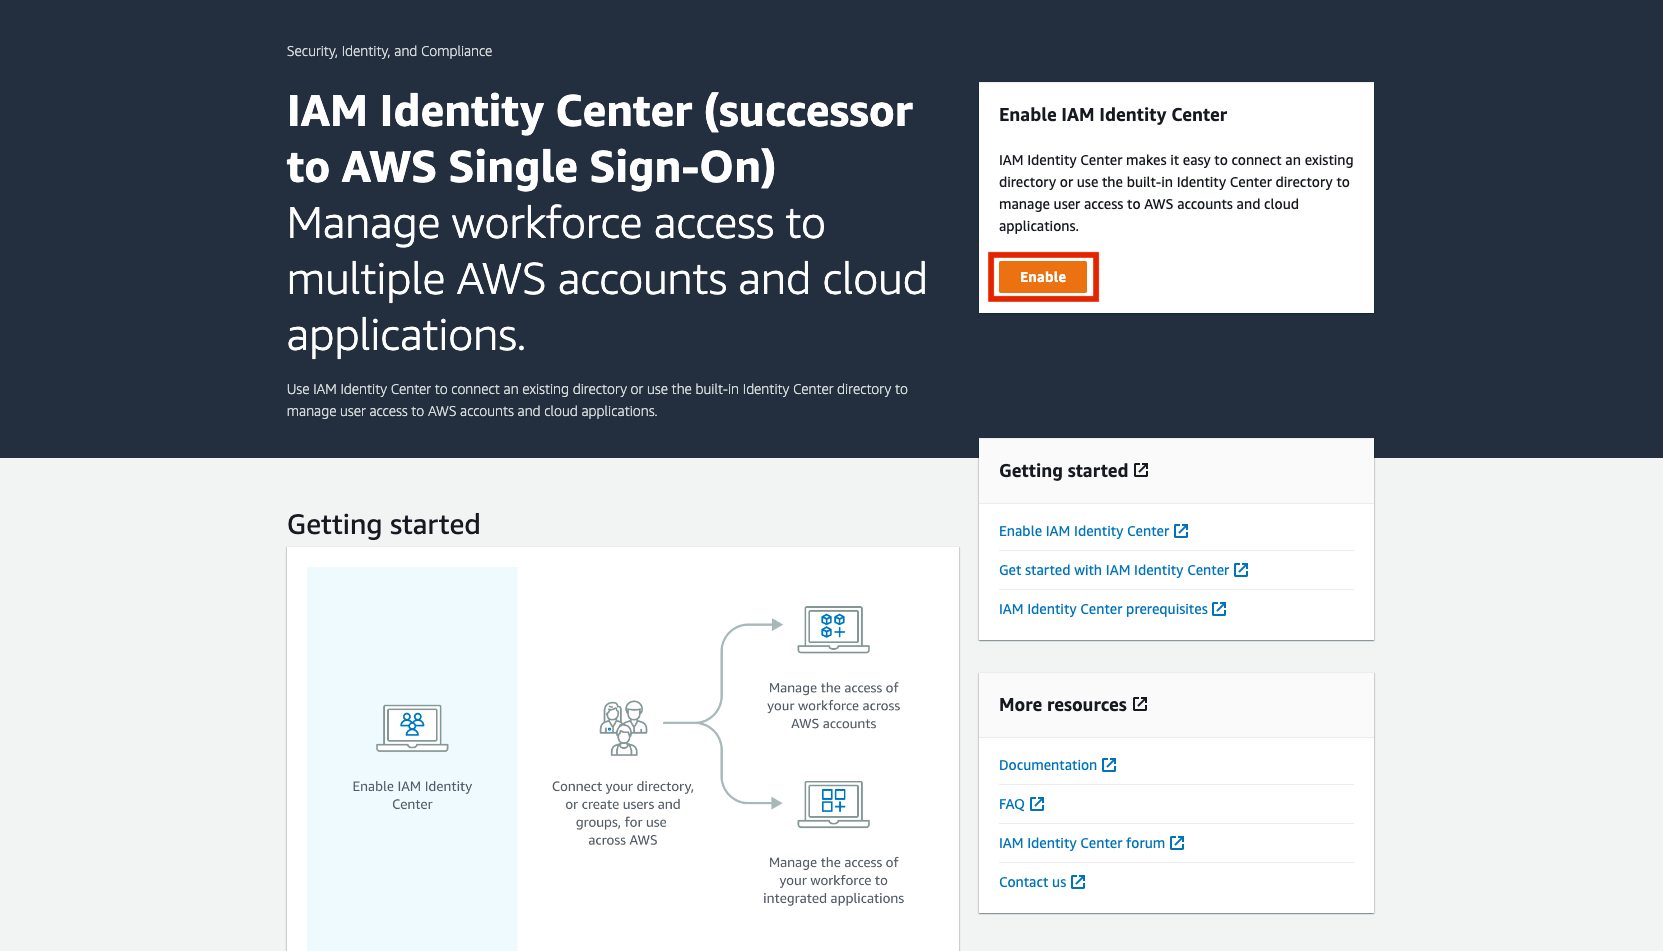 Security, Identity, and Compliance
IAM Identity Center (successor
to AWS Single Sign-On)
Manage workforce access to
multiple AWS accounts and cloud
applications.
Use IAM Identity Center to connect an existing directory or use the built-in Identity Center directory to
manage user access to AWS accounts and cloud applications.
Enable IAM Identity Center
IAM Identity Center makes it easy to connect an existing
directory or use the built-in Identity Center directory to
manage user access to AWS accounts and cloud
applications.
Enable
Getting started
Enable IAM Identity
Center
Connect your directory,
or create users and
groups, for use
across AWS
Manage the access of
your workforce across
AWS accounts
Manage the access of
your workforce to
integrated applications
Getting started
Enable IAM Identity Center
Get started with IAM Identity Center
IAM Identity Center prerequisites
More resources
Documentation
FAQ
IAM Identity Center forum
Contact us